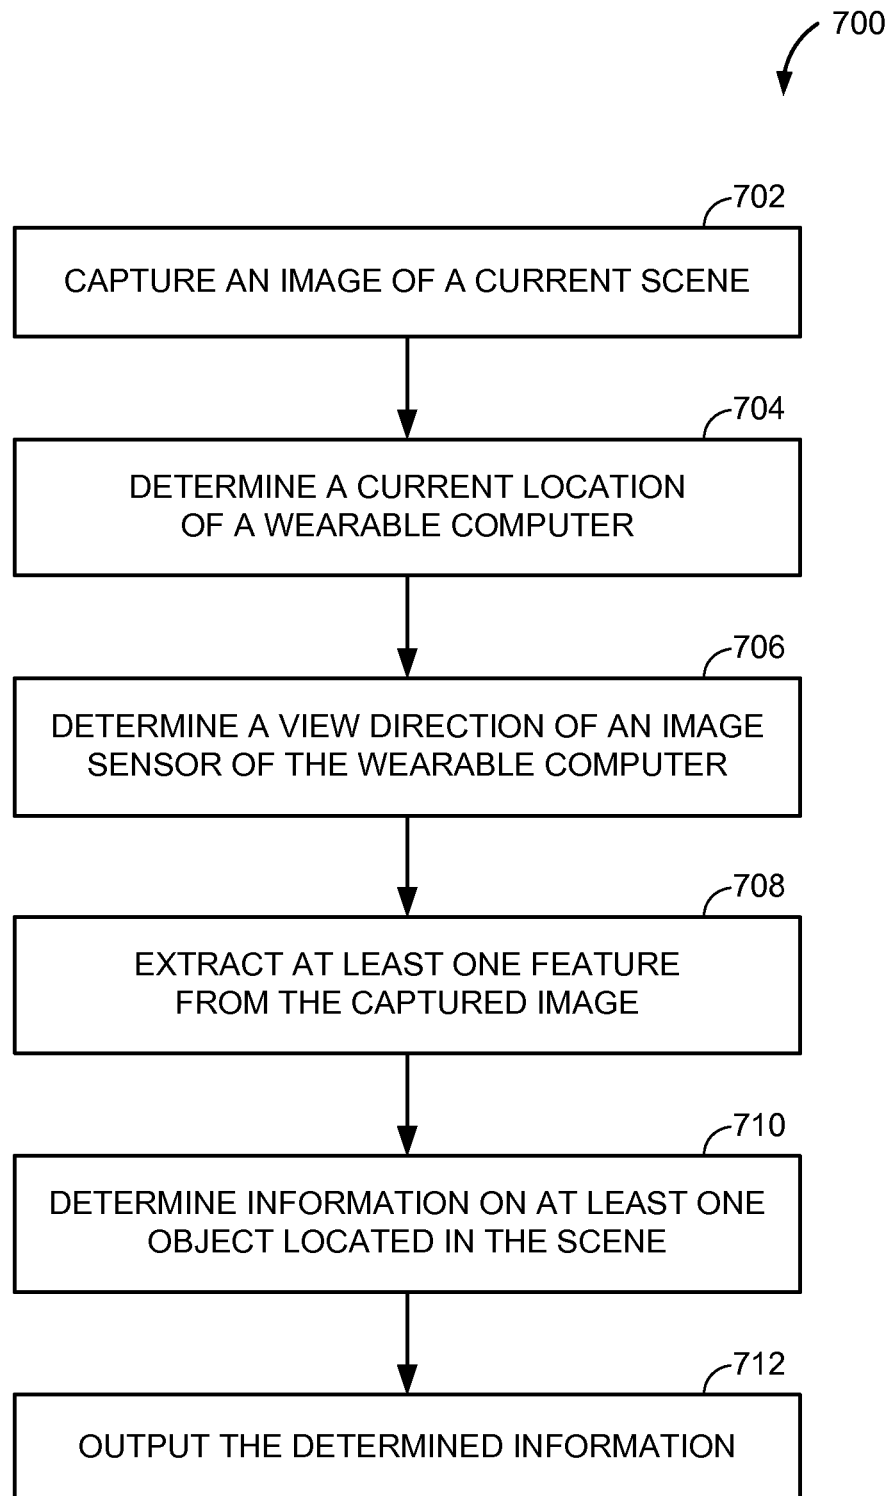 700
702
CAPTURE AN IMAGE OF A CURRENT SCENE
704
DETERMINE A CURRENT LOCATION
OF A WEARABLE COMPUTER
706
DETERMINE A VIEW DIRECTION OF AN IMAGE
SENSOR OF THE WEARABLE COMPUTER
708
EXTRACT AT LEAST ONE FEATURE
FROM THE CAPTURED IMAGE
710
DETERMINE INFORMATION ON AT LEAST ONE
OBJECT LOCATED IN THE SCENE
712
OUTPUT THE DETERMINED INFORMATION